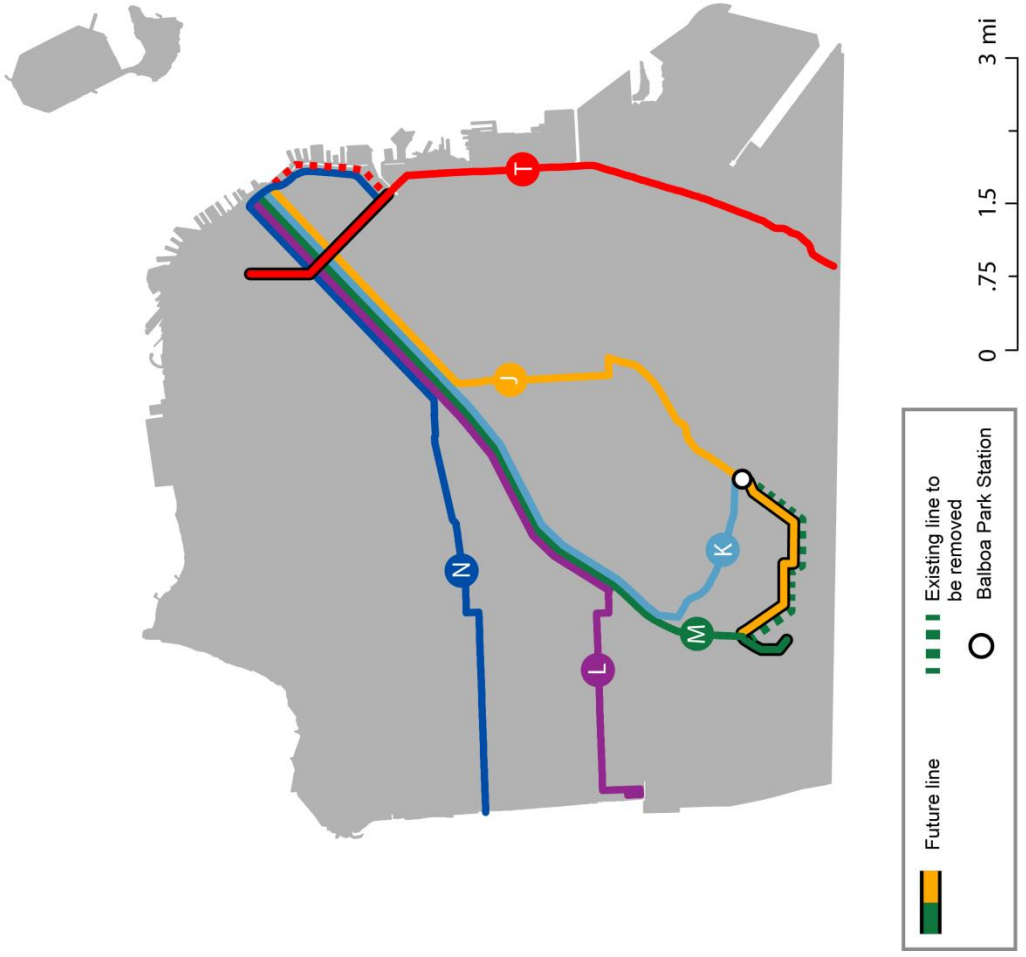 T
J
N
K
M
L
0 .75 1.5 3 mi
Future line
Existing line to
be removed
Balboa Park Station